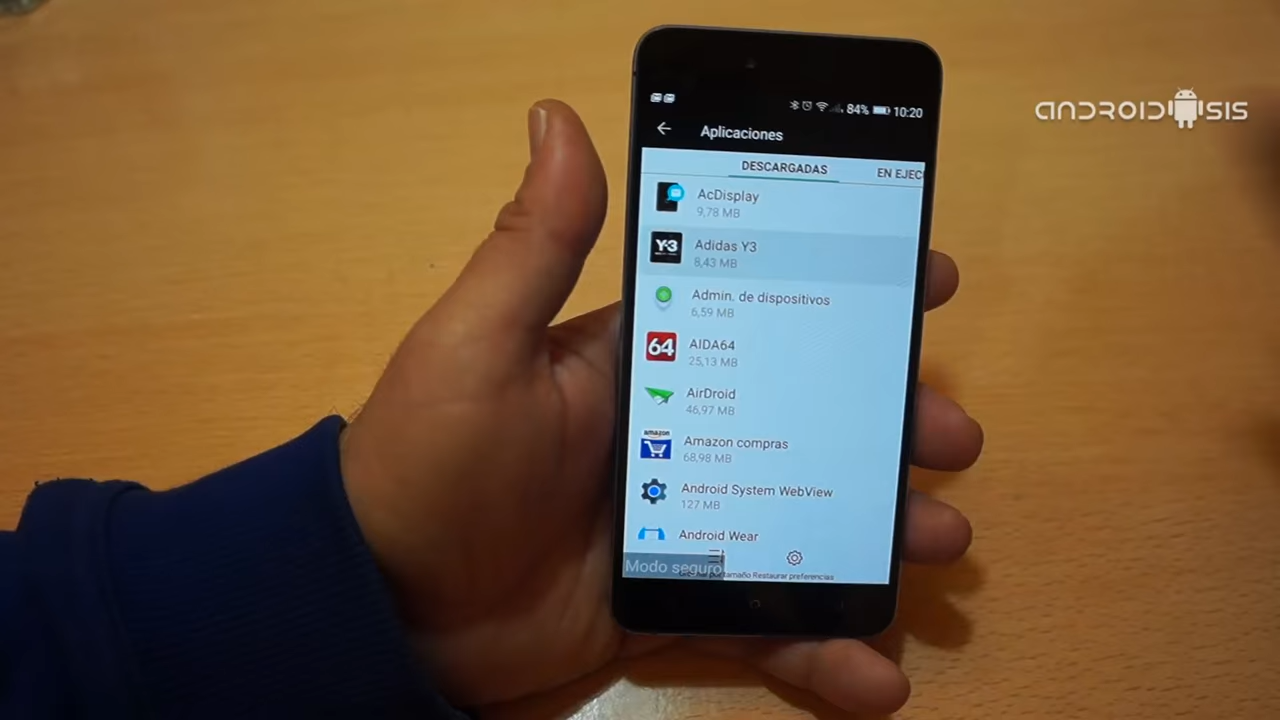 ANDROIDSIS
84% 10:20
Aplicaciones
DESCARGADAS EN EJEC
AcDisplay
9,78 MB
Y-3
Adidas Y3
8,43 MB
Admin. de dispositivos
6,59 MB
64
AIDA64
25,13 MB
AirDroid
46,97 MB
amazon
Amazon compras
68,98 MB
Android System WebView
127 MB
Android Wear
Modo seguro
tamaño Restaurar preferencias